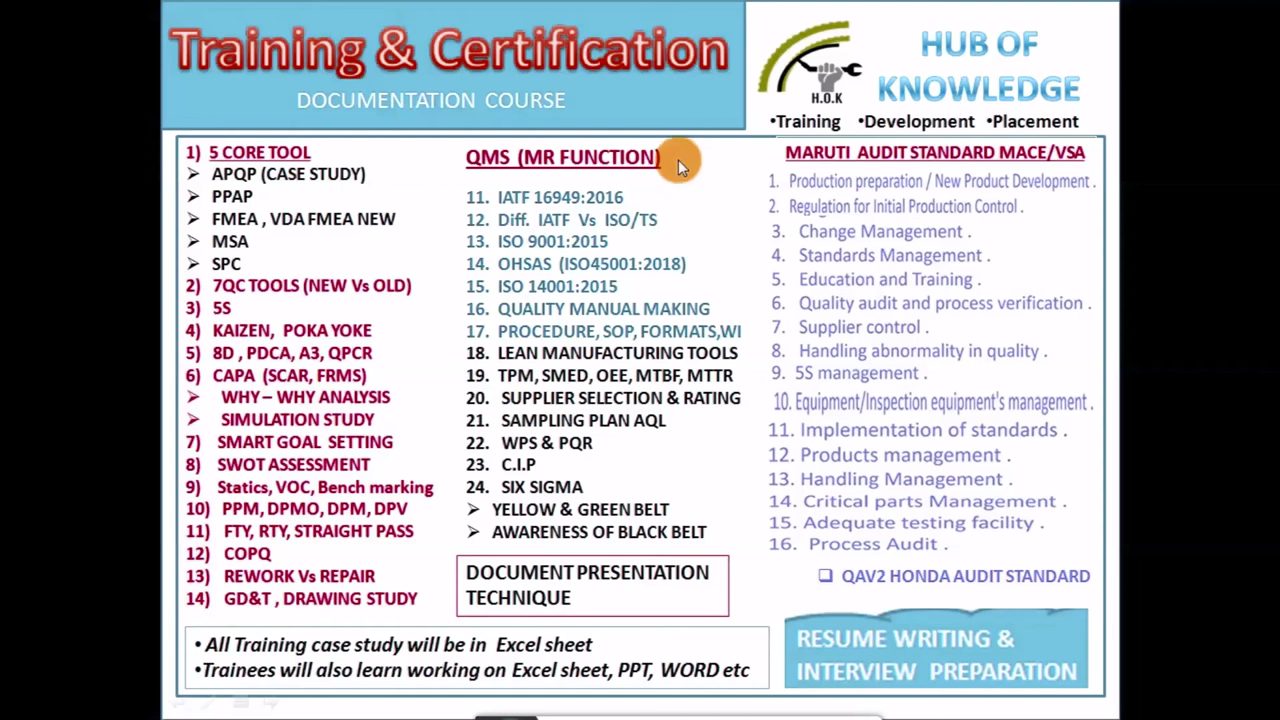 Training & Certification
DOCUMENTATION COURSE
H.O.K
HUB OF
KNOWLEDGE
•Training •Development •Placement
1) 5 CORE TOOL
➢ APQP (CASE STUDY)
➢ PPAP
➢ FMEA , VDA FMEA NEW
➢ MSA
➢ SPC
2) 7QC TOOLS (NEW Vs OLD)
3) 5S
4) KAIZEN, POKA YOKE
5) 8D , PDCA, A3, QPCR
6) CAPA (SCAR, FRMS)
➢ WHY – WHY ANALYSIS
➢ SIMULATION STUDY
7) SMART GOAL SETTING
8) SWOT ASSESSMENT
9) Statics, VOC, Bench marking
10) PPM, DPMO, DPM, DPV
11) FTY, RTY, STRAIGHT PASS
12) COPQ
13) REWORK Vs REPAIR
14) GD&T , DRAWING STUDY
QMS (MR FUNCTION)
11. IATF 16949:2016
12. Diff. IATF Vs ISO/TS
13. ISO 9001:2015
14. OHSAS (ISO45001:2018)
15. ISO 14001:2015
16. QUALITY MANUAL MAKING
17. PROCEDURE, SOP, FORMATS,WI
18. LEAN MANUFACTURING TOOLS
19. TPM, SMED, OEE, MTBF, MTTR
20. SUPPLIER SELECTION & RATING
21. SAMPLING PLAN AQL
22. WPS & PQR
23. C.I.P
24. SIX SIGMA
➢ YELLOW & GREEN BELT
➢ AWARENESS OF BLACK BELT
DOCUMENT PRESENTATION
TECHNIQUE
MARUTI AUDIT STANDARD MACE/VSA
1. Production preparation / New Product Development .
2. Regulation for Initial Production Control .
3. Change Management .
4. Standards Management .
5. Education and Training .
6. Quality audit and process verification .
7. Supplier control .
8. Handling abnormality in quality .
9. 5S management .
10. Equipment/Inspection equipment's management .
11. Implementation of standards .
12. Products management .
13. Handling Management .
14. Critical parts Management .
15. Adequate testing facility .
16. Process Audit .
❑ QAV2 HONDA AUDIT STANDARD
• All Training case study will be in Excel sheet
•Trainees will also learn working on Excel sheet, PPT, WORD etc
RESUME WRITING &
INTERVIEW PREPARATION